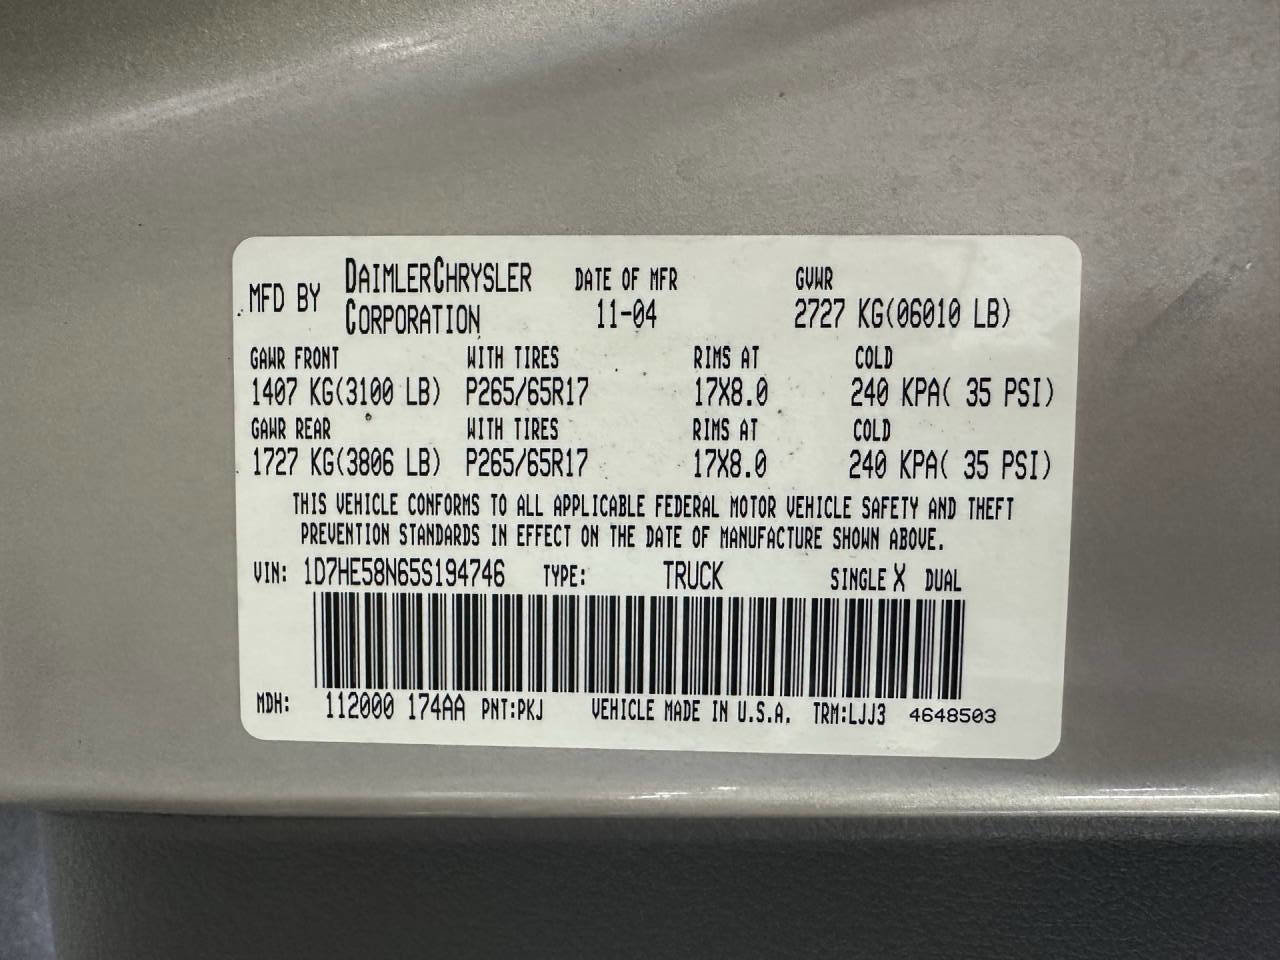 MFD BY DAIMLERCHRYSLER CORPORATION DATE OF MFR 11-04 GVWR 2727 KG(06010 LB)
GAWR FRONT WITH TIRES RIMS AT COLD
1407 KG(3100 LB) P265/65R17 17X8.0 240 KPA( 35 PSI)
GAWR REAR WITH TIRES RIMS AT COLD
1727 KG(3806 LB) P265/65R17 17X8.0 240 KPA( 35 PSI)
THIS VEHICLE CONFORMS TO ALL APPLICABLE FEDERAL MOTOR VEHICLE SAFETY AND THEFT
PREVENTION STANDARDS IN EFFECT ON THE DATE OF MANUFACTURE SHOWN ABOVE.
VIN: 1D7HE58N65S194746 TYPE: TRUCK SINGLE X DUAL
MDH: 112000 174AA PNT:PKJ VEHICLE MADE IN U.S.A. TRM:LJJ3 4648503